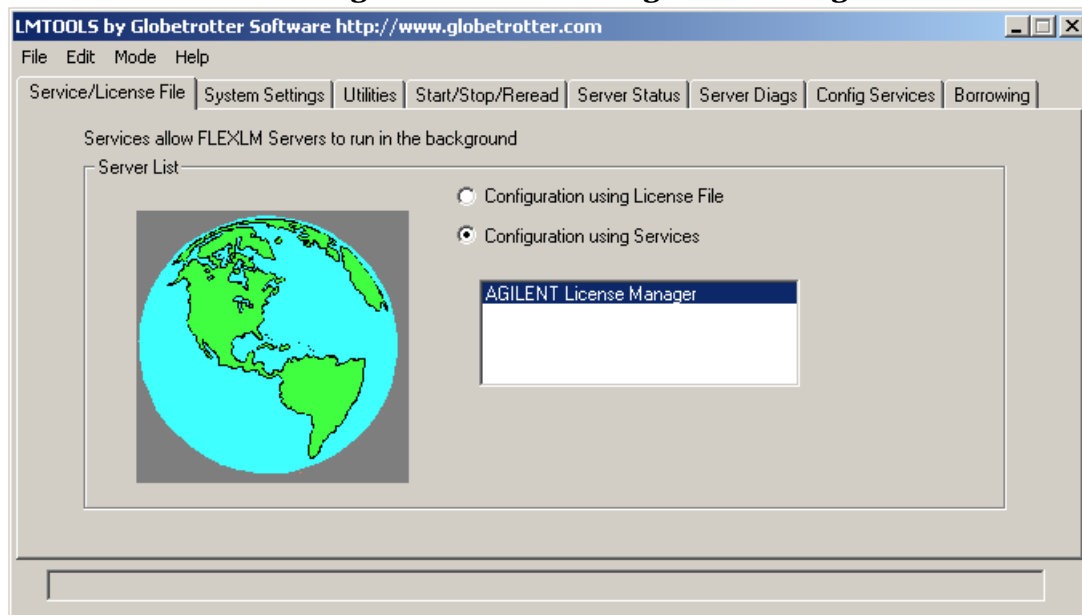 LMTOOLS by Globetrotter Software http://www.globetrotter.com
File Edit Mode Help
Service/License File System Settings Utilities Start/Stop/Reread Server Status Server Diags Config Services Borrowing
Services allow FLEXLM Servers to run in the background
Server List
Configuration using License File
Configuration using Services
AGILENT License Manager